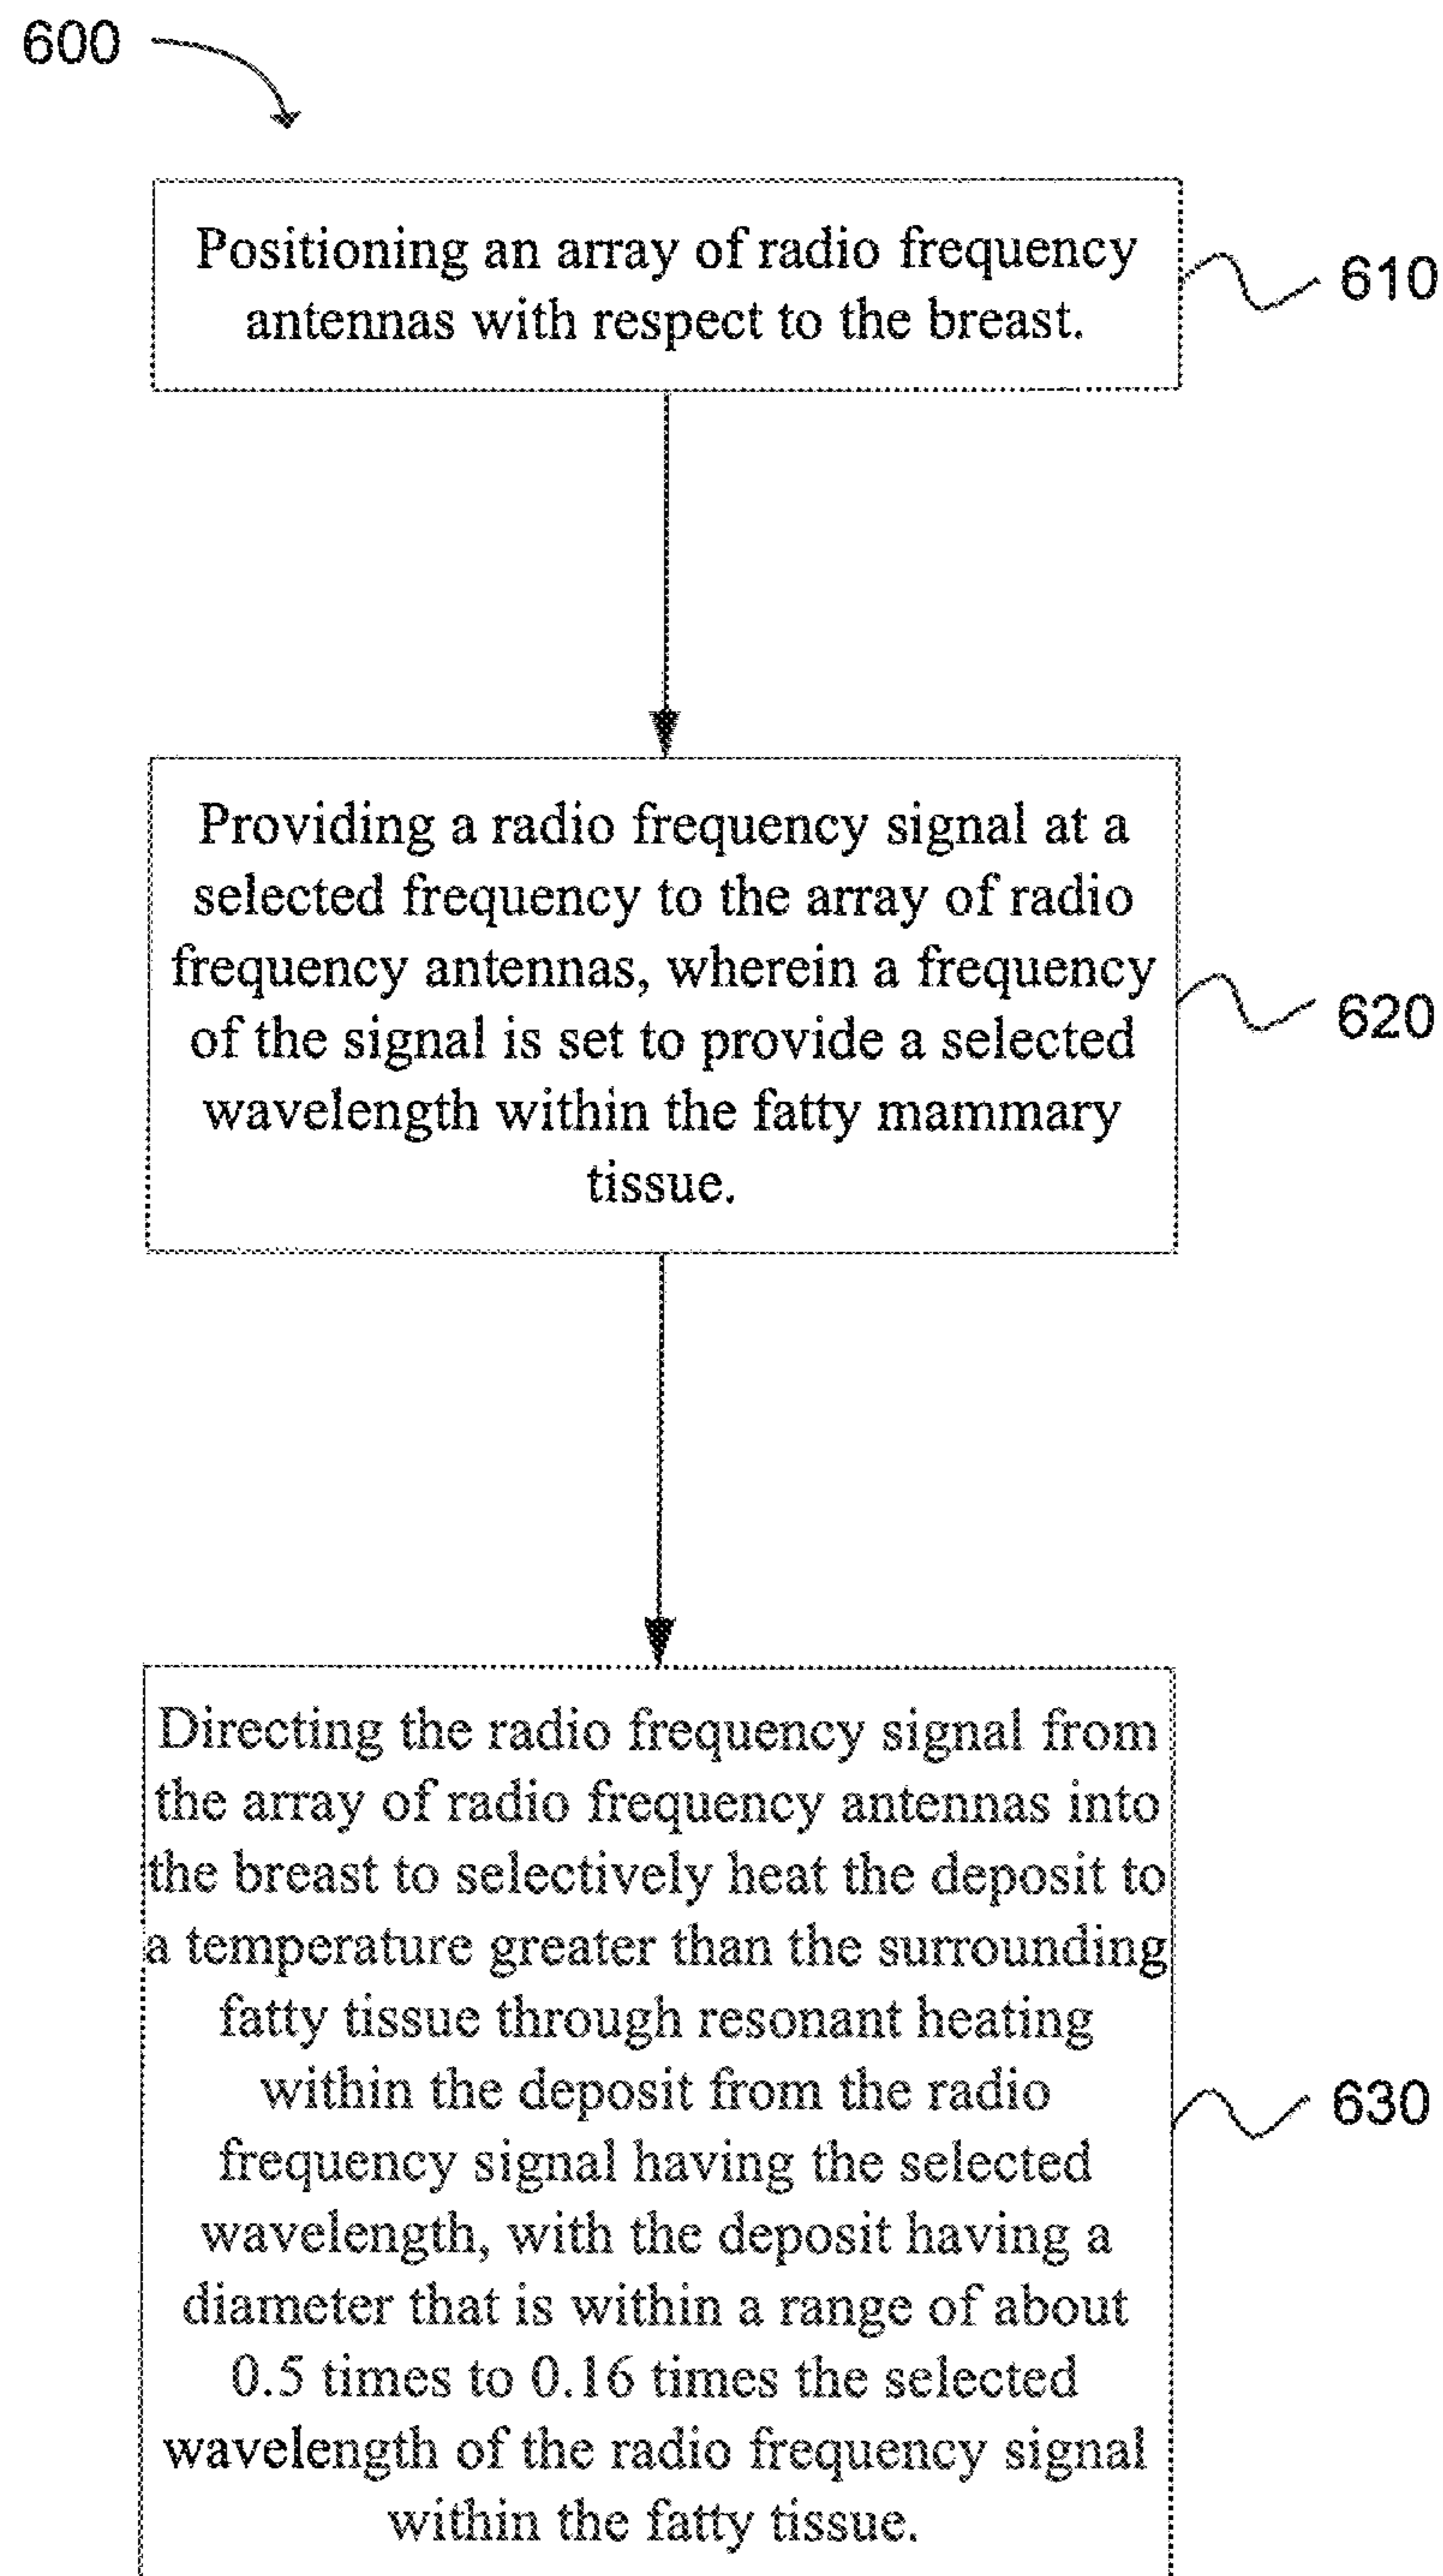 600
Positioning an array of radio frequency
antennas with respect to the breast.
610
Providing a radio frequency signal at a
selected frequency to the array of radio
frequency antennas, wherein a frequency
of the signal is set to provide a selected
wavelength within the fatty mammary
tissue.
620
Directing the radio frequency signal from
the array of radio frequency antennas into
the breast to selectively heat the deposit to
a temperature greater than the surrounding
fatty tissue through resonant heating
within the deposit from the radio
frequency signal having the selected
wavelength, with the deposit having a
diameter that is within a range of about
0.5 times to 0.16 times the selected
wavelength of the radio frequency signal
within the fatty tissue.
630